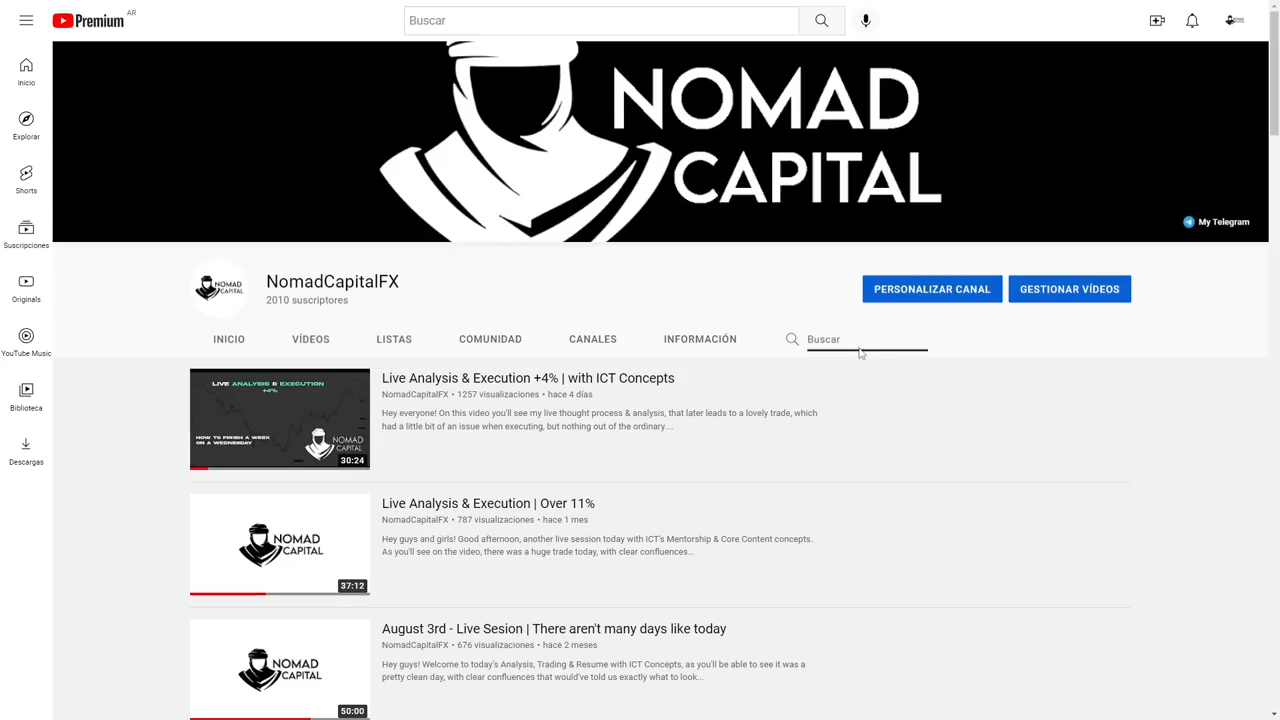 Premium AR
Buscar
Inicio
Explorar
Shorts
Suscripciones
Originals
YouTube Music
Biblioteca
Descargas
NOMAD
CAPITAL
My Telegram
NOMAD
CAPITAL
NomadCapitalFX
2010 suscriptores
PERSONALIZAR CANAL
GESTIONAR VÍDEOS
INICIO
VÍDEOS
LISTAS
COMUNIDAD
CANALES
INFORMACIÓN
Buscar
LIVE ANALYSIS & EXECUTION
+4%
HOW TO FINISH A WEEK
ON A WEDNESDAY
NOMAD
CAPITAL
30:24
Live Analysis & Execution +4% | with ICT Concepts
NomadCapitalFX • 1257 visualizaciones • hace 4 días
Hey everyone! On this video you'll see my live thought process & analysis, that later leads to a lovely trade, which
had a little bit of an issue when executing, but nothing out of the ordinary....
NOMAD
CAPITAL
37:12
Live Analysis & Execution | Over 11%
NomadCapitalFX • 787 visualizaciones • hace 1 mes
Hey guys and girls! Good afternoon, another live session today with ICT's Mentorship & Core Content concepts.
As you'll see on the video, there was a huge trade today, with clear confluences...
NOMAD
CAPITAL
50:00
August 3rd - Live Sesion | There aren't many days like today
NomadCapitalFX • 676 visualizaciones • hace 2 meses
Hey guys! Welcome to today's Analysis, Trading & Resume with ICT Concepts, as you'll be able to see it was a
pretty clean day, with clear confluences that would've told us exactly what to look...